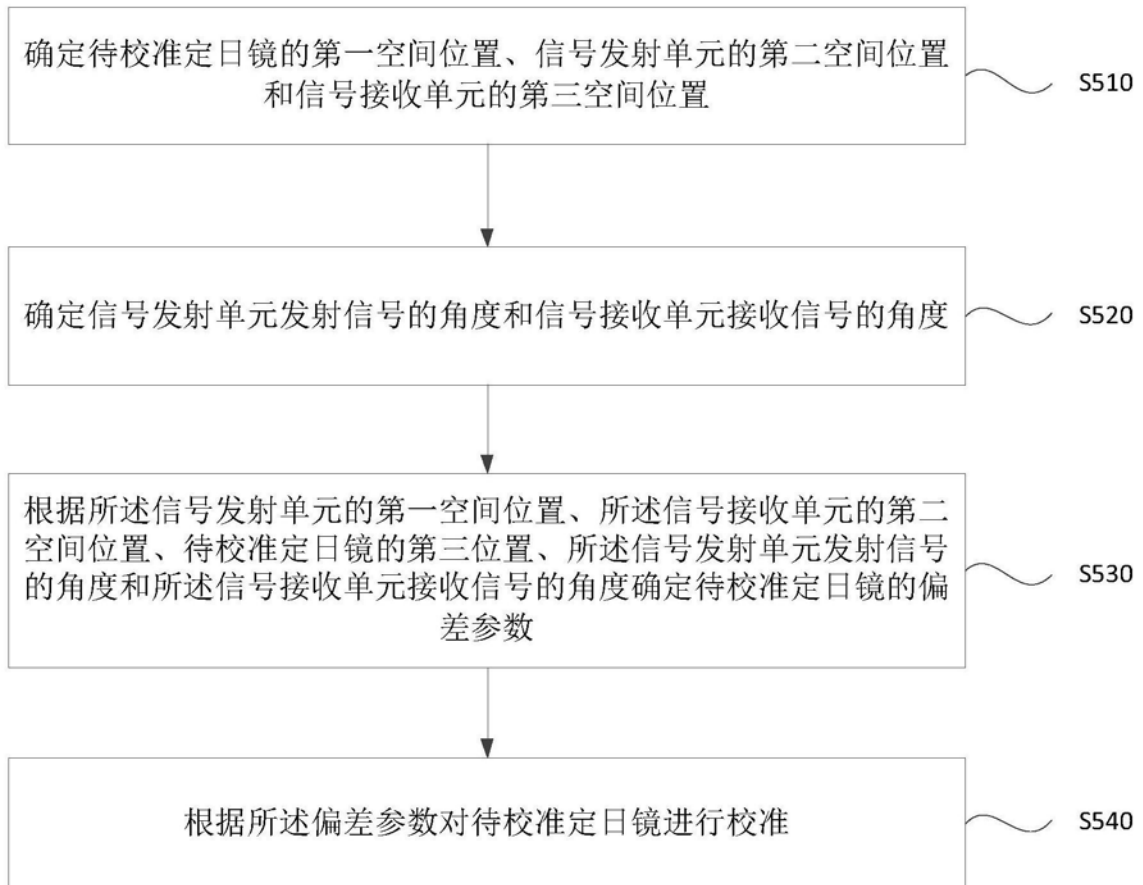 确定待校准定日镜的第一空间位置、信号发射单元的第二空间位置
和信号接收单元的第三空间位置
S510
确定信号发射单元发射信号的角度和信号接收单元接收信号的角度
S520
根据所述信号发射单元的第一空间位置、所述信号接收单元的第二
空间位置、待校准定日镜的第三位置、所述信号发射单元发射信号
的角度和所述信号接收单元接收信号的角度确定待校准定日镜的偏
差参数
S530
根据所述偏差参数对待校准定日镜进行校准
S540